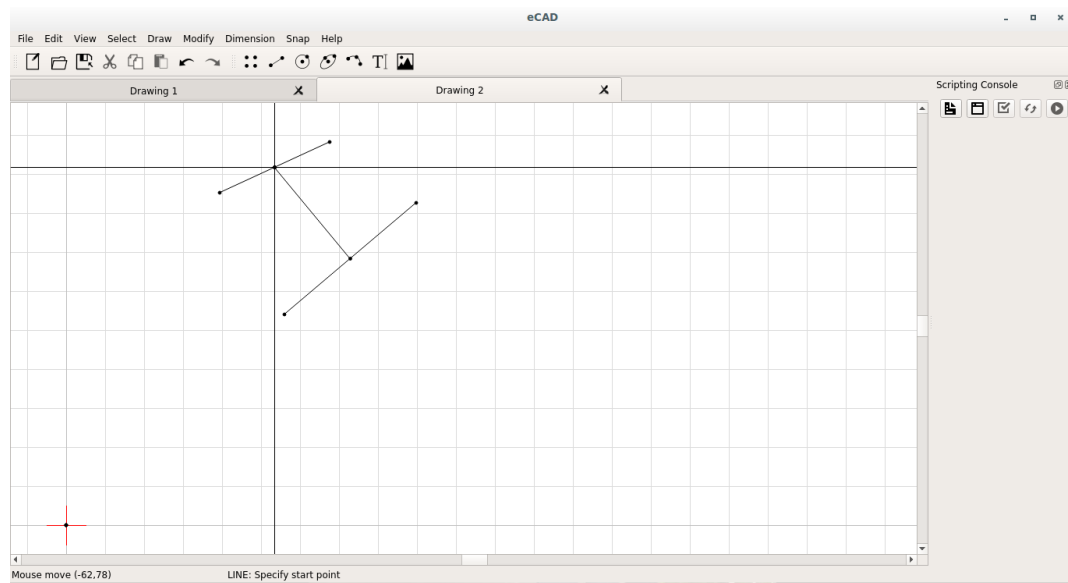 eCAD
File Edit View Select Draw Modify Dimension Snap Help
T
Drawing 1
Drawing 2
Scripting Console
Mouse move (-62,78)
LINE: Specify start point